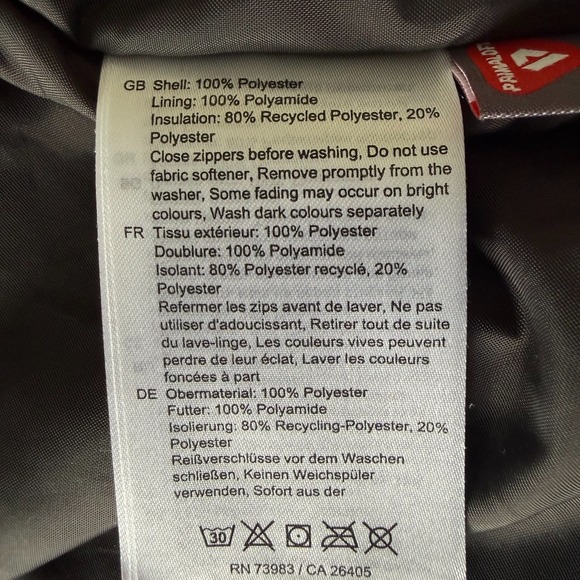 GB Shell: 100% Polyester
Lining: 100% Polyamide
Insulation: 80% Recycled Polyester, 20%
Polyester
Close zippers before washing, Do not use
fabric softener, Remove promptly from the
washer, Some fading may occur on bright
colours, Wash dark colours separately
FR Tissu extérieur: 100% Polyester
Doublure: 100% Polyamide
Isolant: 80% Polyester recyclé, 20%
Polyester
Refermer les zips avant de laver, Ne pas
utiliser d'adoucissant, Retirer tout de suite
du lave-linge, Les couleurs vives peuvent
perdre de leur éclat, Laver les couleurs
foncées à part
DE Obermaterial: 100% Polyester
Futter: 100% Polyamide
Isolierung: 80% Recycling-Polyester, 20%
Polyester
Reißverschlüsse vor dem Waschen
schließen, Keinen Weichspüler
verwenden, Sofort aus der
30
RN 73983 / CA 26405
PRIMALOFT